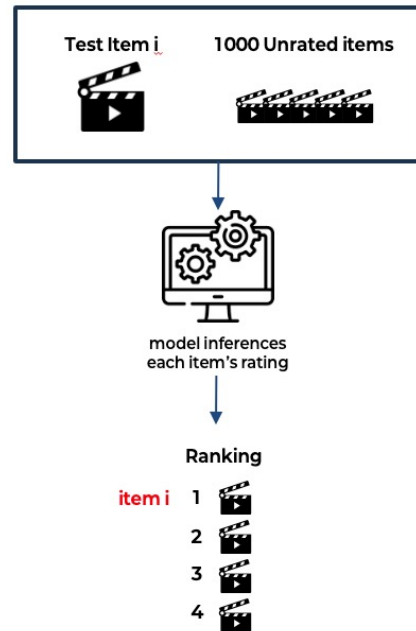 Test Item i 1000 Unrated items
model inferences
each item's rating
Ranking
item i 1
2
3
4